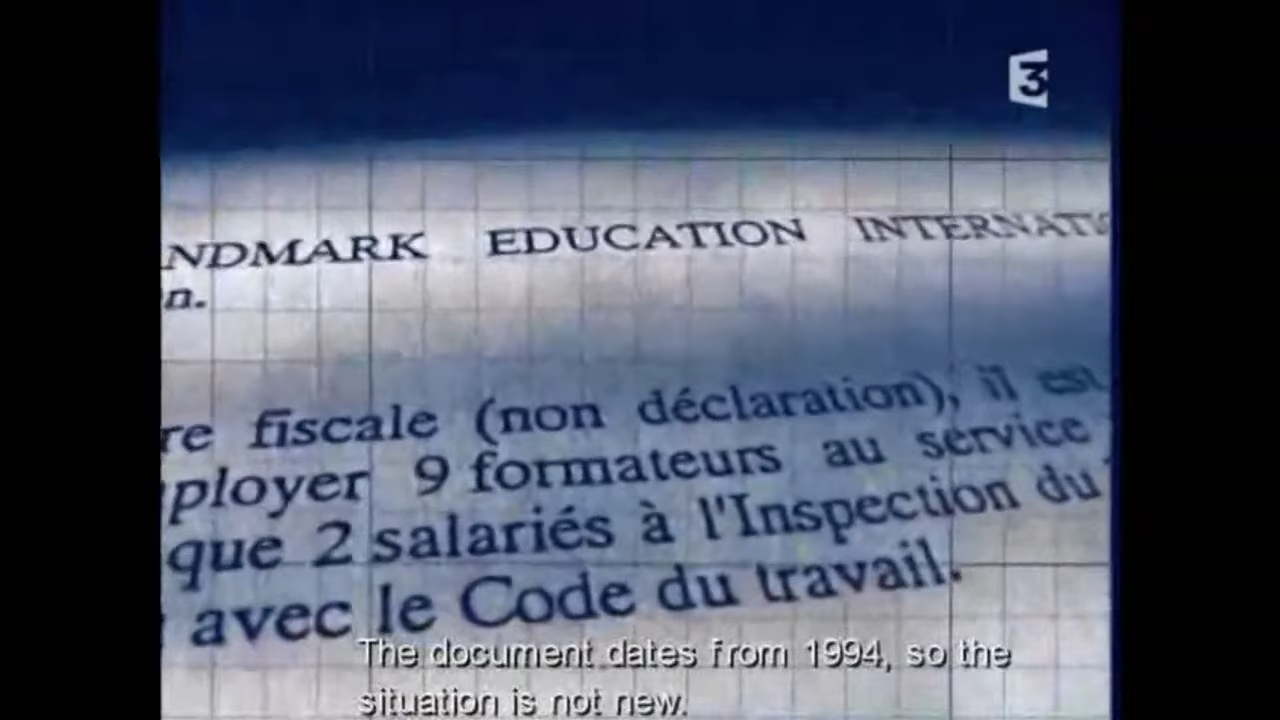 3
NDMARK EDUCATION INTERNATIO
n.
re fiscale (non déclaration), il est
ployer 9 formateurs au service
que 2 salariés à l'Inspection du
avec le Code du travail.
The document dates from 1994, so the
situation is not new.